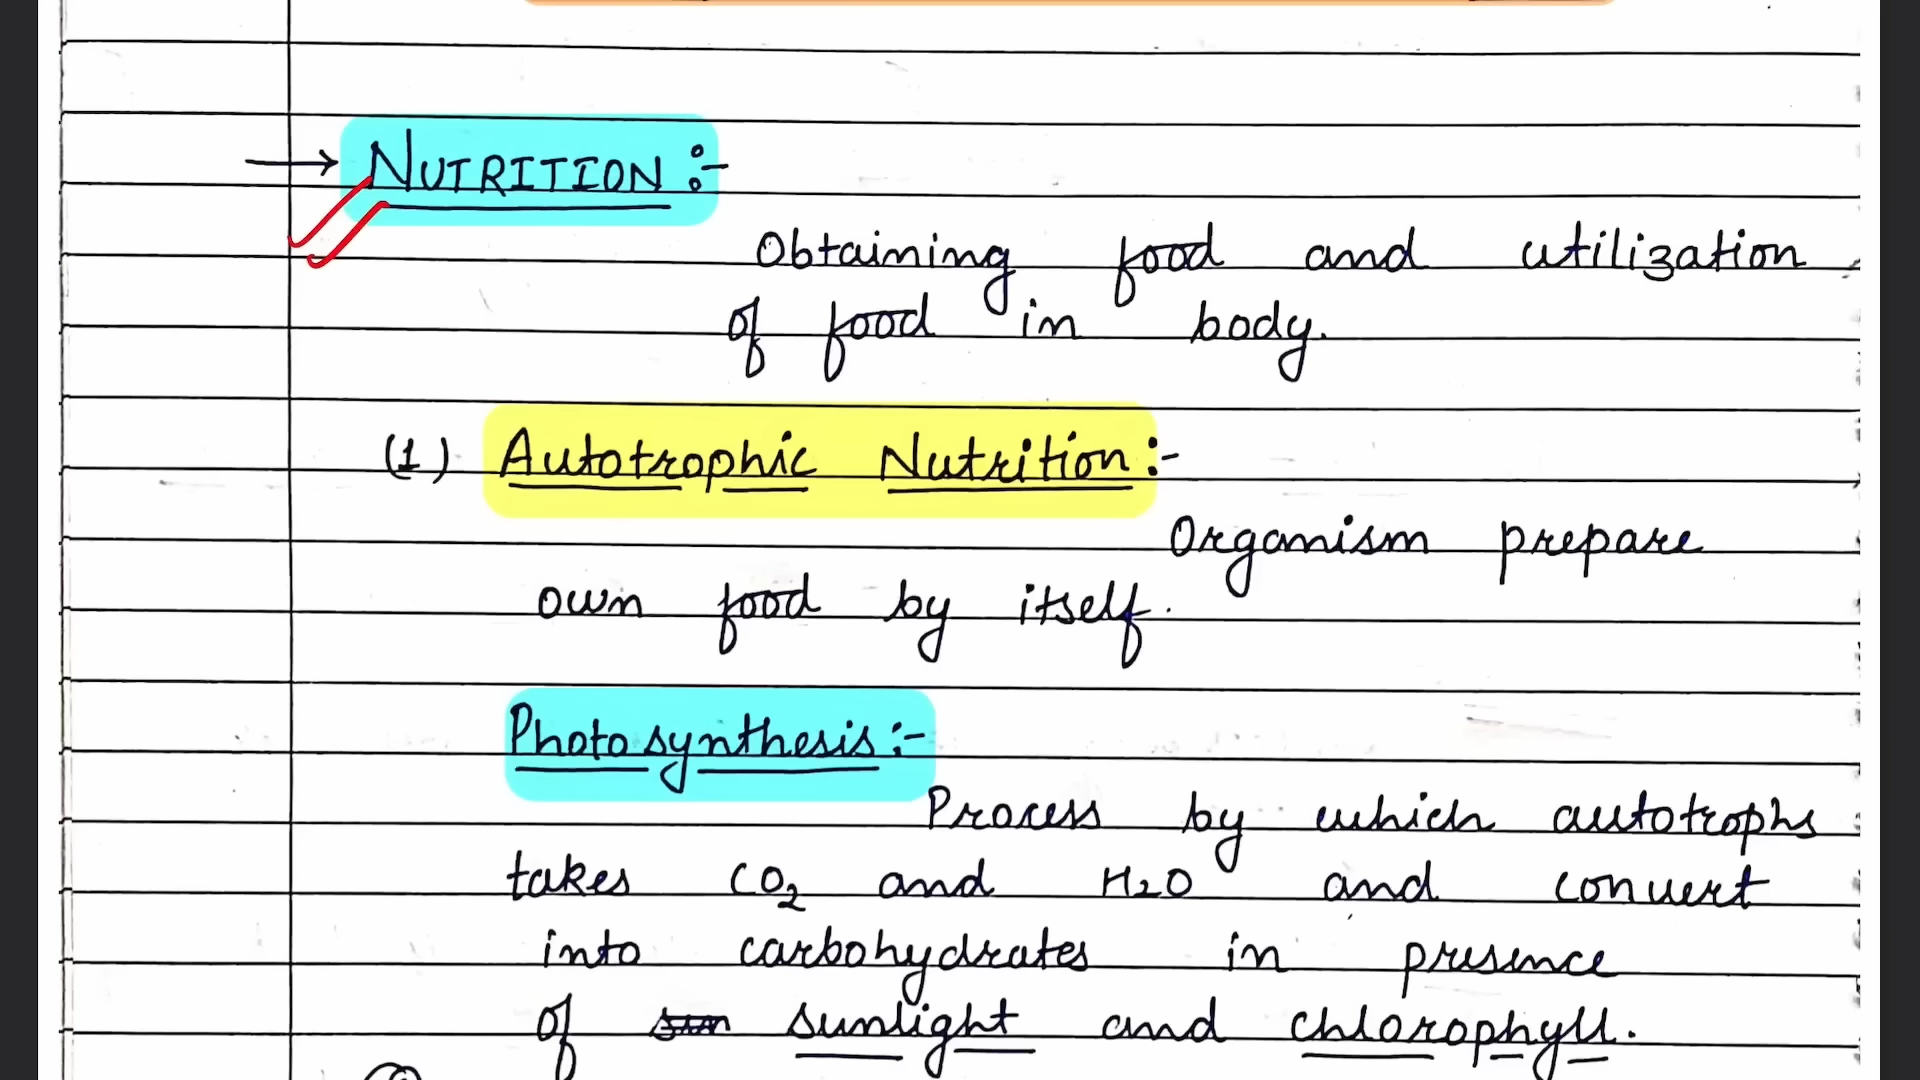 → NUTRITION :-
Obtaining food and utilization
of food in body.
(1) Autotrophic Nutrition :-
Organism prepare
own food by itself.
Photosynthesis :-
Process by which autotrophs
takes CO₂ and H₂O and convert
into carbohydrates in presence
of sunlight and chlorophyll.